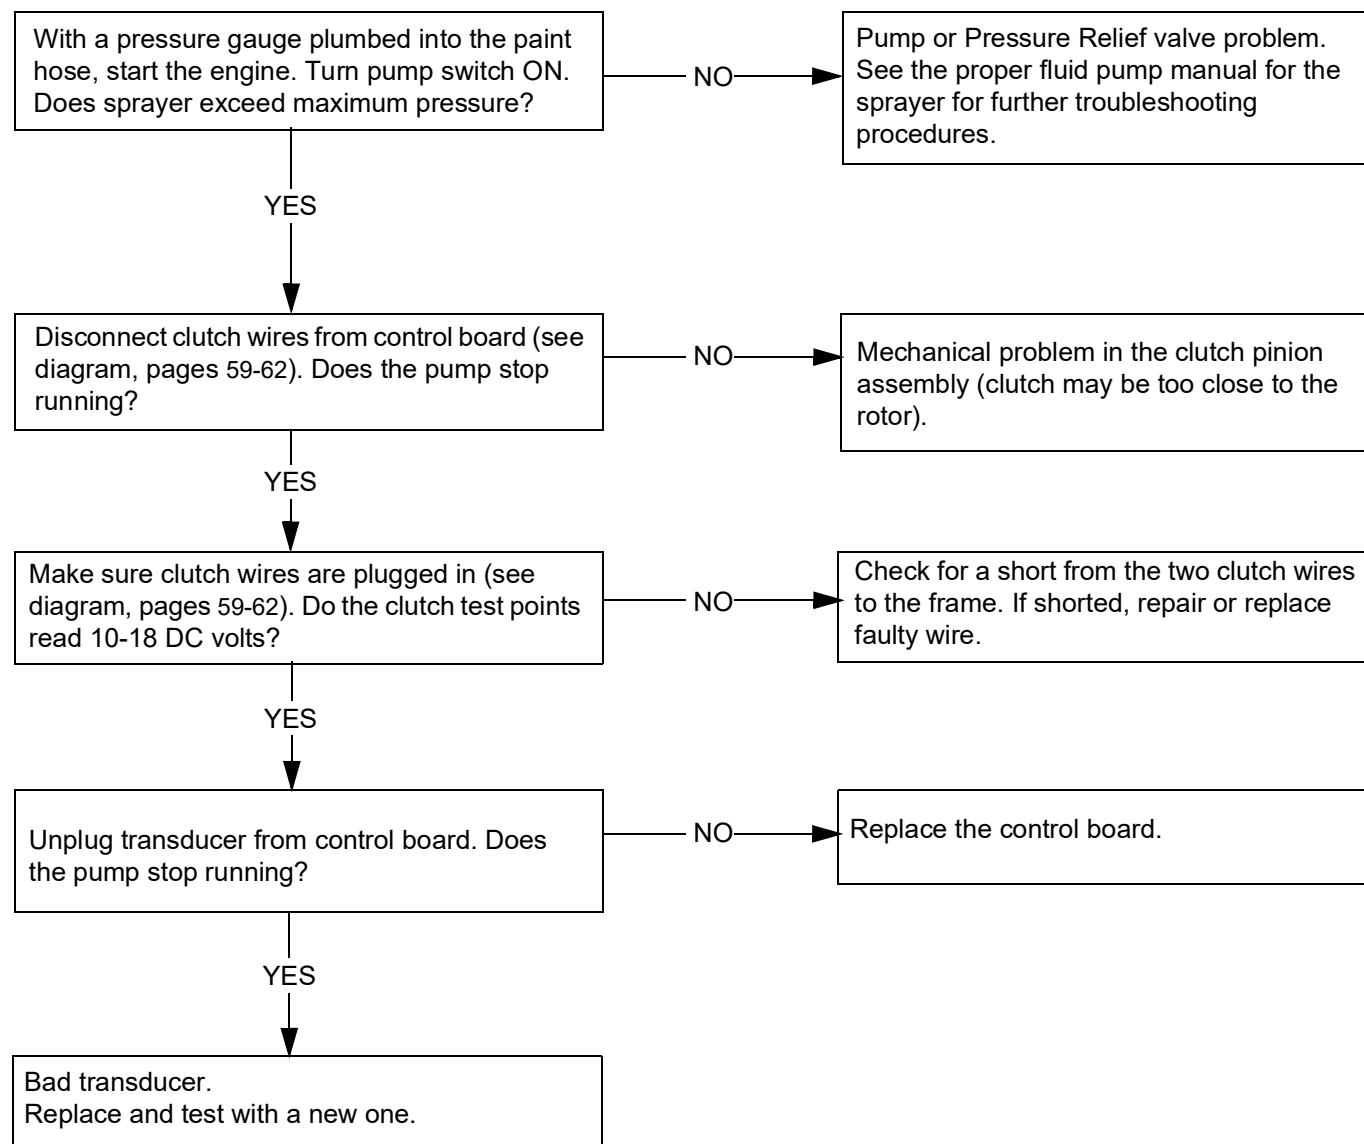 With a pressure gauge plumbed into the paint
hose, start the engine. Turn pump switch ON.
Does sprayer exceed maximum pressure?
NO
Pump or Pressure Relief valve problem.
See the proper fluid pump manual for the
sprayer for further troubleshooting
procedures.
YES
Disconnect clutch wires from control board (see
diagram, pages 59-62). Does the pump stop
running?
NO
Mechanical problem in the clutch pinion
assembly (clutch may be too close to the
rotor).
YES
Make sure clutch wires are plugged in (see
diagram, pages 59-62). Do the clutch test points
read 10-18 DC volts?
NO
Check for a short from the two clutch wires
to the frame. If shorted, repair or replace
faulty wire.
YES
Unplug transducer from control board. Does
the pump stop running?
NO
Replace the control board.
YES
Bad transducer.
Replace and test with a new one.